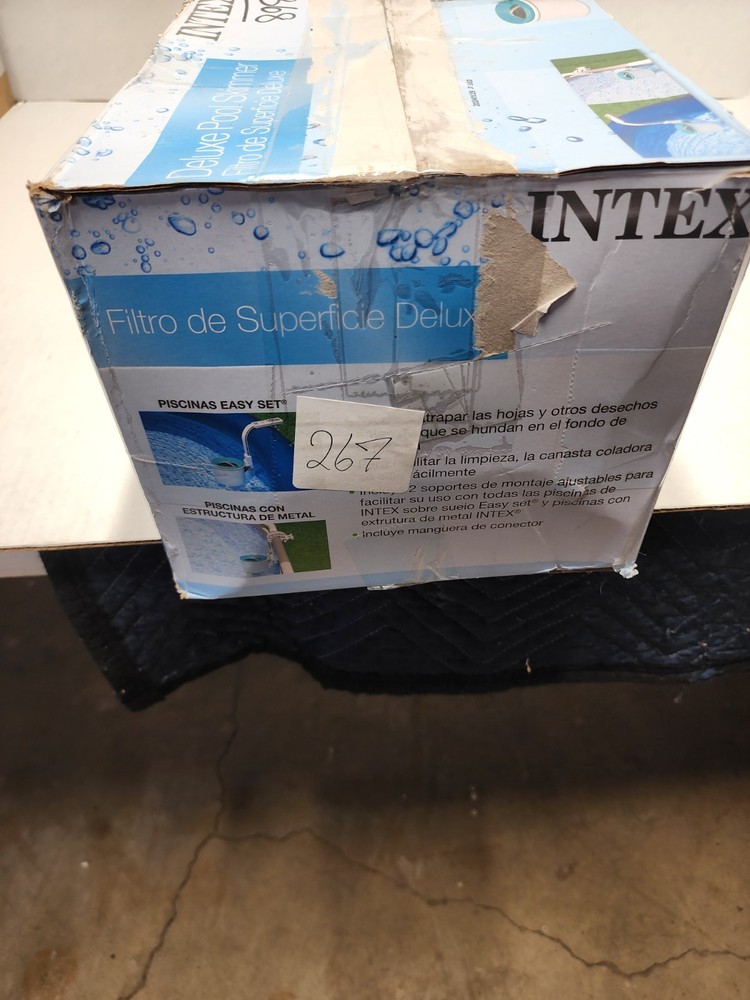 INTEX
Deluxe Pool Skimmer
Filtro de Superficie Deluxe
INTEX
Filtro de Superficie Delux
PISCINAS EASY SET®
267
atrapar las hojas y otros desechos
que se hundan en el fondo de
la limpieza, la canasta coladora
fácilmente
2 soportes de montaje ajustables para
facilitar su uso con todas las piscinas de
INTEX sobre suelo Easy set® y piscinas con
extrutura de metal INTEX®
• Incluye manguera de conector
PISCINAS CON
ESTRUCTURA DE METAL